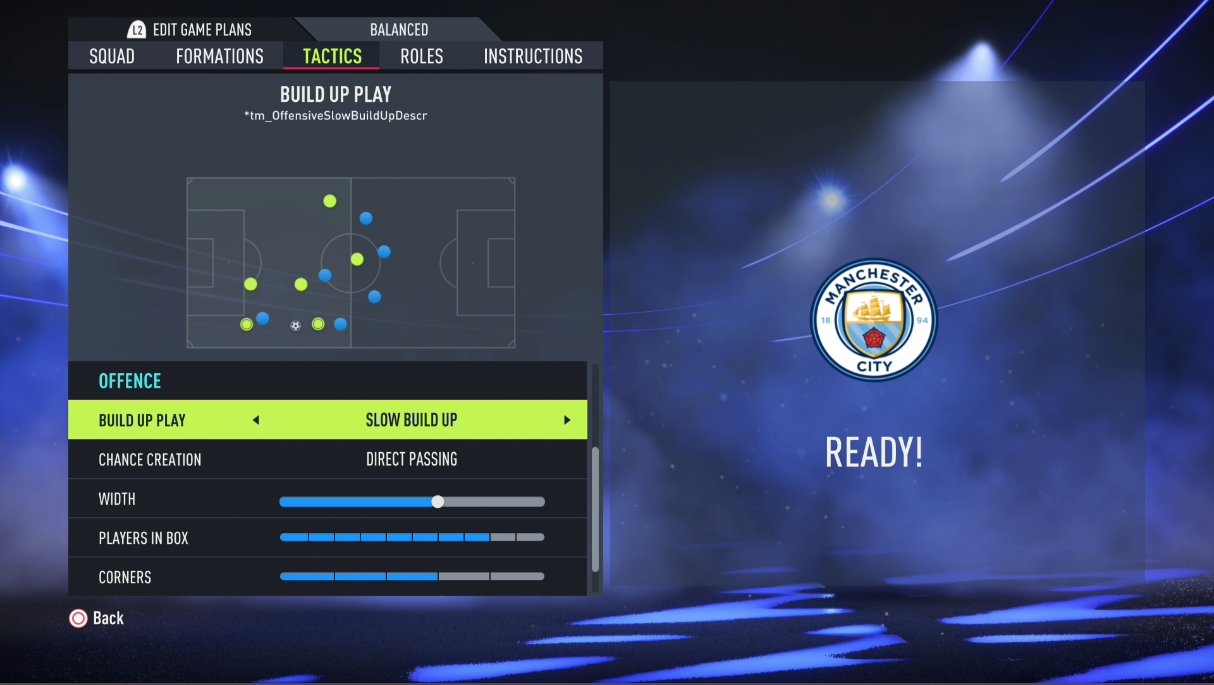 L2 EDIT GAME PLANS BALANCED
SQUAD FORMATIONS TACTICS ROLES INSTRUCTIONS
BUILD UP PLAY
*tm_OffensiveSlowBuildUpDescr
OFFENCE
BUILD UP PLAY SLOW BUILD UP
CHANCE CREATION DIRECT PASSING
WIDTH
PLAYERS IN BOX
CORNERS
Back
MANCHESTER
18 94
CITY
READY!